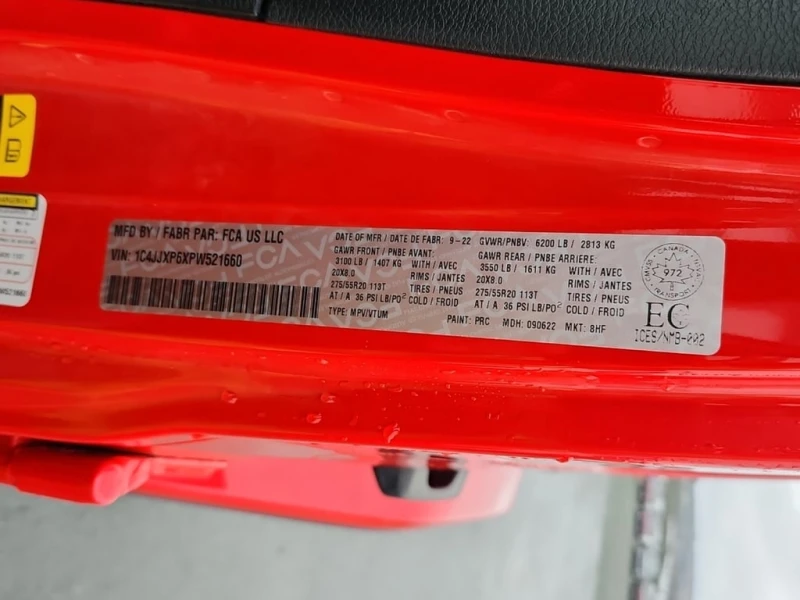 MFD BY / FABR PAR: FCA US LLC
VIN: 1C4JJXP6XPW521660
DATE OF MFR / DATE DE FABR: 9-22
GAWR FRONT / PNBE AVANT:
3100 LB / 1407 KG WITH / AVEC
20X8.0 RIMS / JANTES
275/55R20 113T TIRES / PNEUS
AT / A 36 PSI LB/PO² COLD / FROID
TYPE: MPV/VTUM
GVWR/PNBV: 6200 LB / 2813 KG
GAWR REAR / PNBE ARRIERE:
3550 LB / 1611 KG WITH / AVEC
20X8.0 RIMS / JANTES
275/55R20 113T TIRES / PNEUS
AT / A 36 PSI LB/PO² COLD / FROID
PAINT: PRC MDH: 090622 MKT: BHF
CANADA
972
TRANSPORT
EC
ICES/NMB-002